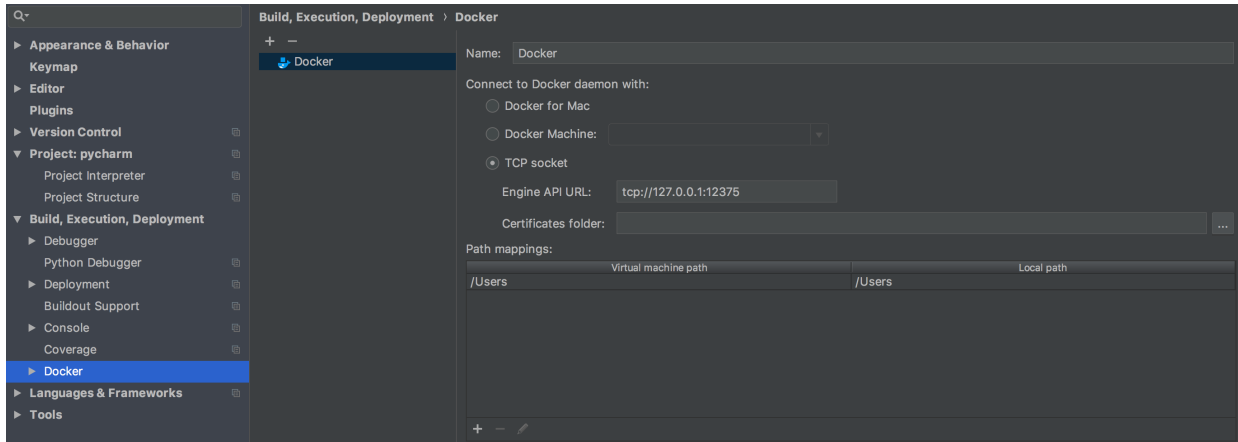 Appearance & Behavior
Keymap
Editor
Plugins
Version Control
Project: pycharm
Project Interpreter
Project Structure
Build, Execution, Deployment
Debugger
Python Debugger
Deployment
Buildout Support
Console
Coverage
Docker
Languages & Frameworks
Tools
Build, Execution, Deployment › Docker
Docker
Name: Docker
Connect to Docker daemon with:
Docker for Mac
Docker Machine:
TCP socket
Engine API URL: tcp://127.0.0.1:12375
Certificates folder: ...
Path mappings:
Virtual machine path Local path
/Users /Users